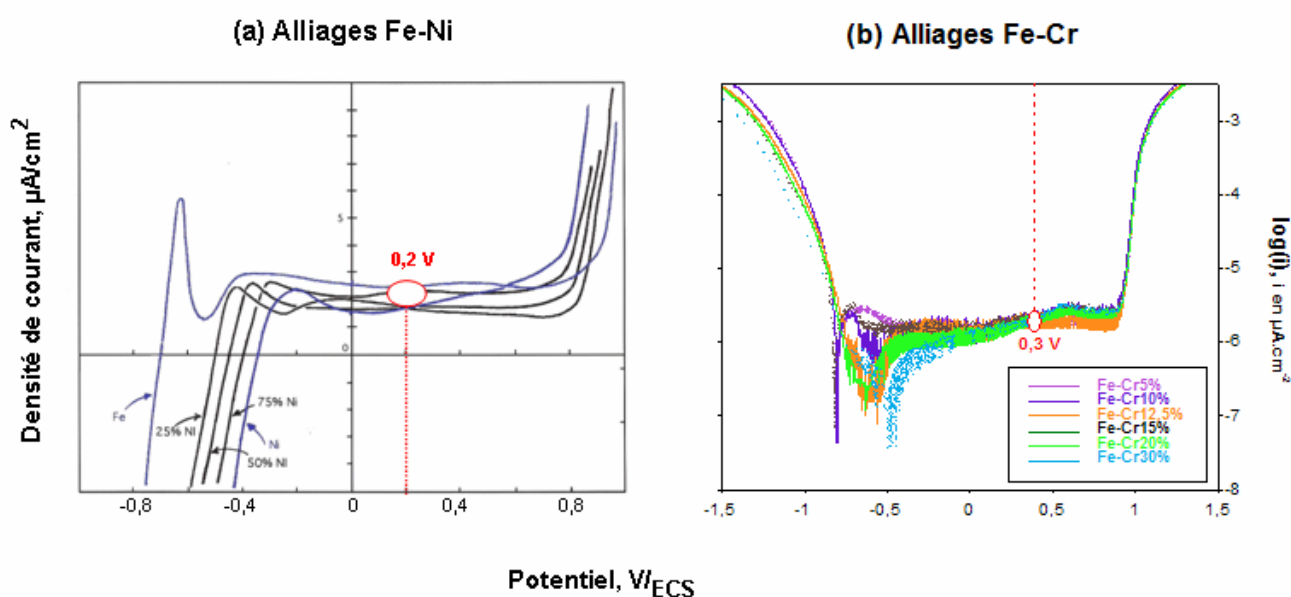 (a) Alliages Fe-Ni
(b) Alliages Fe-Cr
Densité de courant, µA/cm2
5
0
0,2 V
Fe
25% NI
50% NI
75% Ni
Ni
-0,8
-0,4
0
0,4
0,8
-3
-4
-5
-6
-7
-8
log(i), i en µA.cm-2
0,3 V
Fe-Cr5%
Fe-Cr10%
Fe-Cr12,5%
Fe-Cr15%
Fe-Cr20%
Fe-Cr30%
-1,5
-1
-0,5
0
0,5
1
1,5
Potentiel, V/ECS